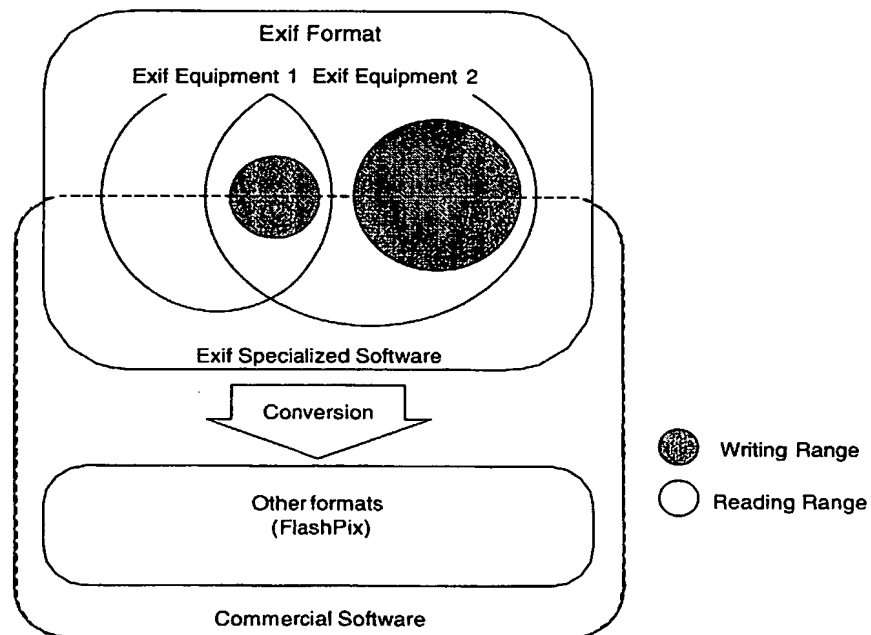 Exif Format
Exif Equipment 1 Exif Equipment 2
Exif Specialized Software
Conversion
Writing Range
Reading Range
Other formats
(FlashPix)
Commercial Software